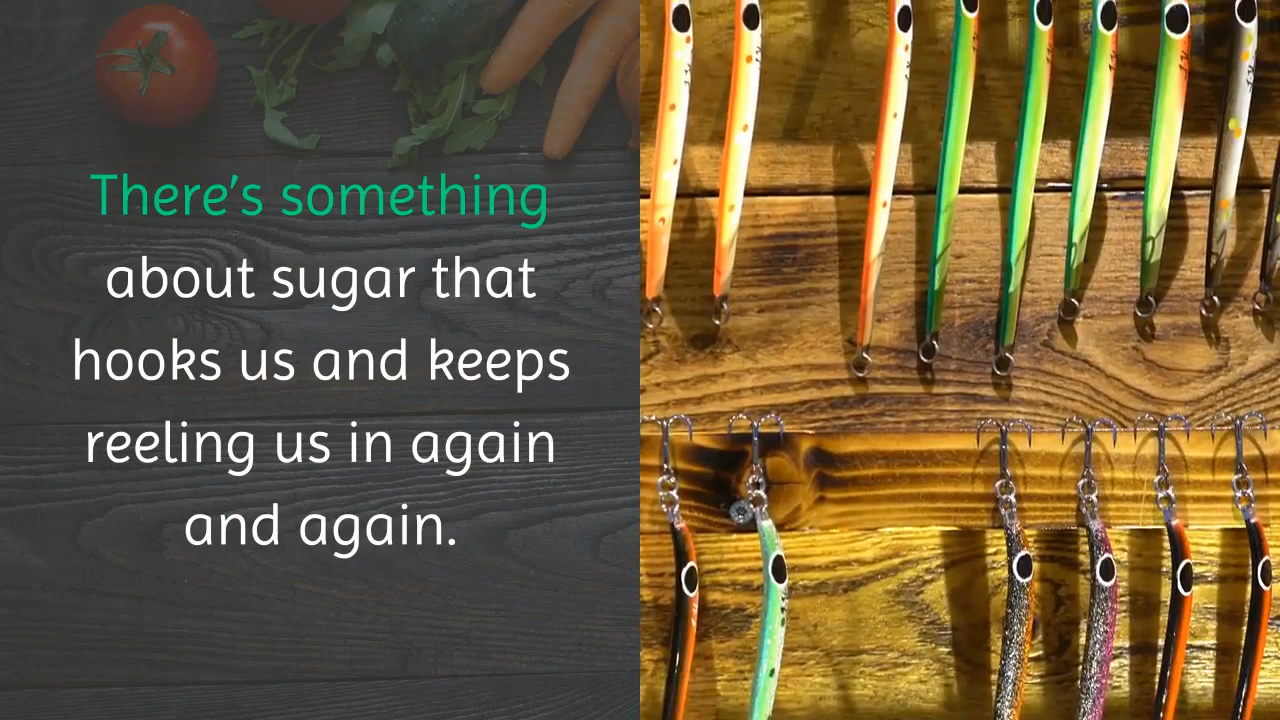 There’s something
about sugar that
hooks us and keeps
reeling us in again
and again.